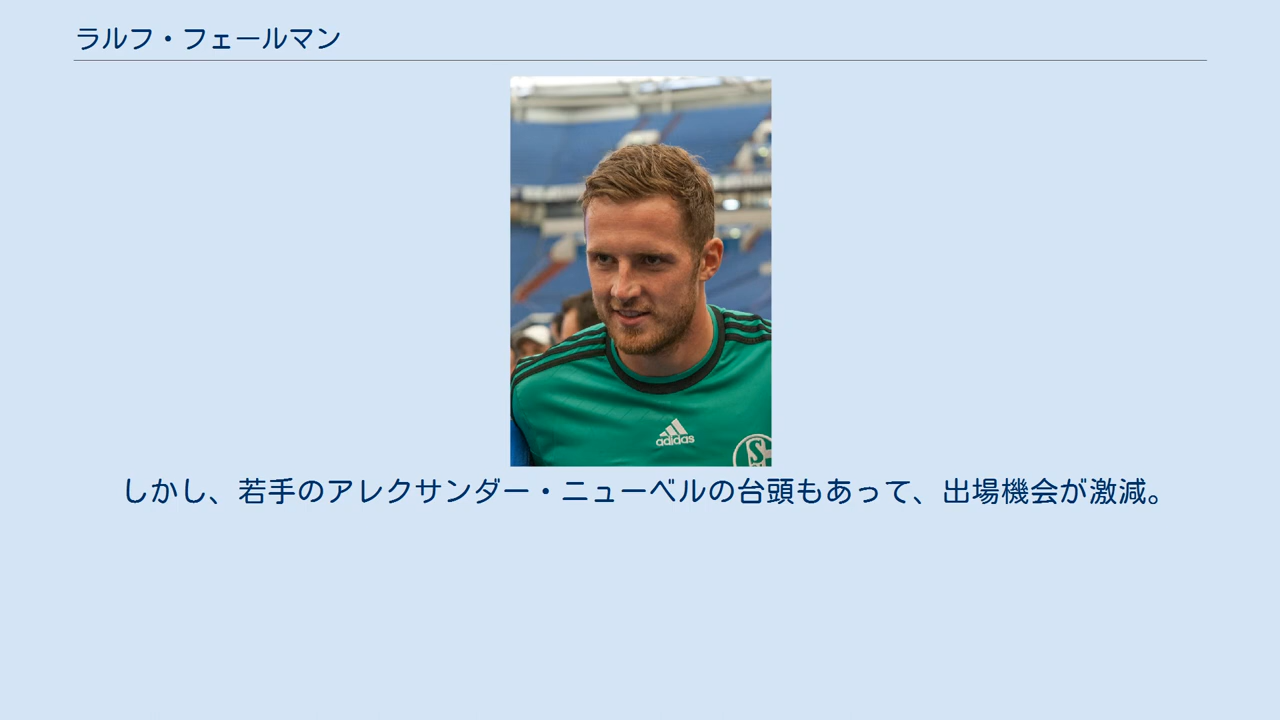 ラルフ・フェールマン
adidas
しかし、若手のアレクサンダー・ニューベルの台頭もあって、出場機会が激減。